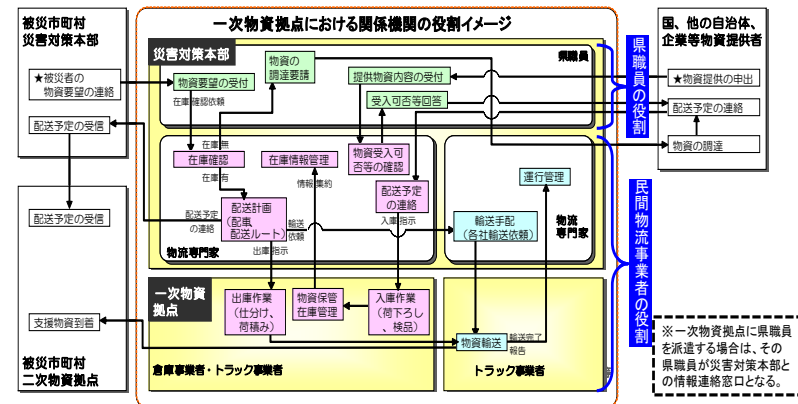 一次物資拠点における関係機関の役割イメージ
被災市町村
災害対策本部
★被災者の
物資要望の連絡
配送予定の受信
配送予定の受信
支援物資到着
被災市町村
二次物資拠点
災害対策本部
県職員
物資要望の受付
物資の
調達要請
提供物資内容の受付
受入可否等回答
在庫確認依頼
在庫無
在庫確認
在庫有
在庫情報管理
情報集約
物資受入可
否等の確認
配送予定
の連絡
入庫指示
配送予定
の連絡
配送計画
(配車、
配送ルート)
輸送
依頼
出庫指示
物流専門家
運行管理
輸送手配
(各社輸送依頼)
物流
専門家
一次物資
拠点
出庫作業
(仕分け、
荷積み)
物資保管
在庫管理
入庫作業
(荷下ろし
、検品)
倉庫事業者・トラック事業者
物資輸送
輸送完了
報告
トラック事業者
県職員の役割
民間物流事業者の役割
国、他の自治体、
企業等物資提供者
★物資提供の申出
配送予定の連絡
物資の調達
※一次物資拠点に県職員
を派遣する場合は、その
県職員が災害対策本部と
の情報連絡窓口となる。